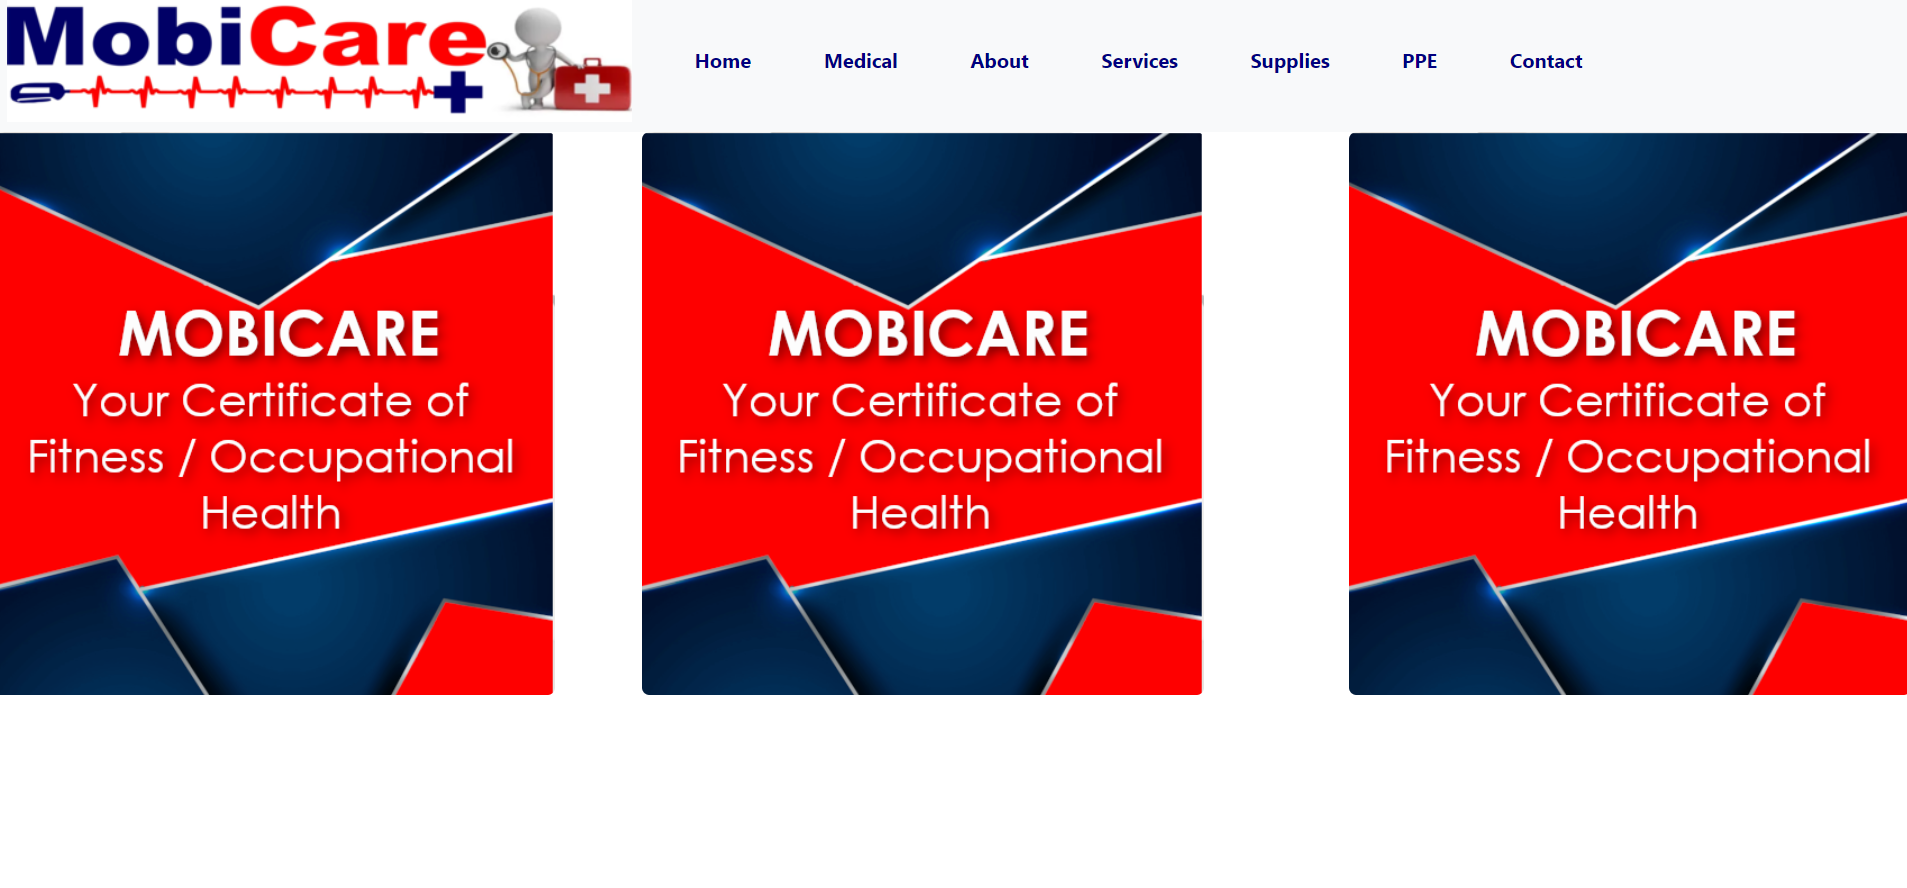 MobiCare
Home
Medical
About
Services
Supplies
PPE
Contact
MOBICARE
Your Certificate of
Fitness / Occupational
Health
MOBICARE
Your Certificate of
Fitness / Occupational
Health
MOBICARE
Your Certificate of
Fitness / Occupational
Health